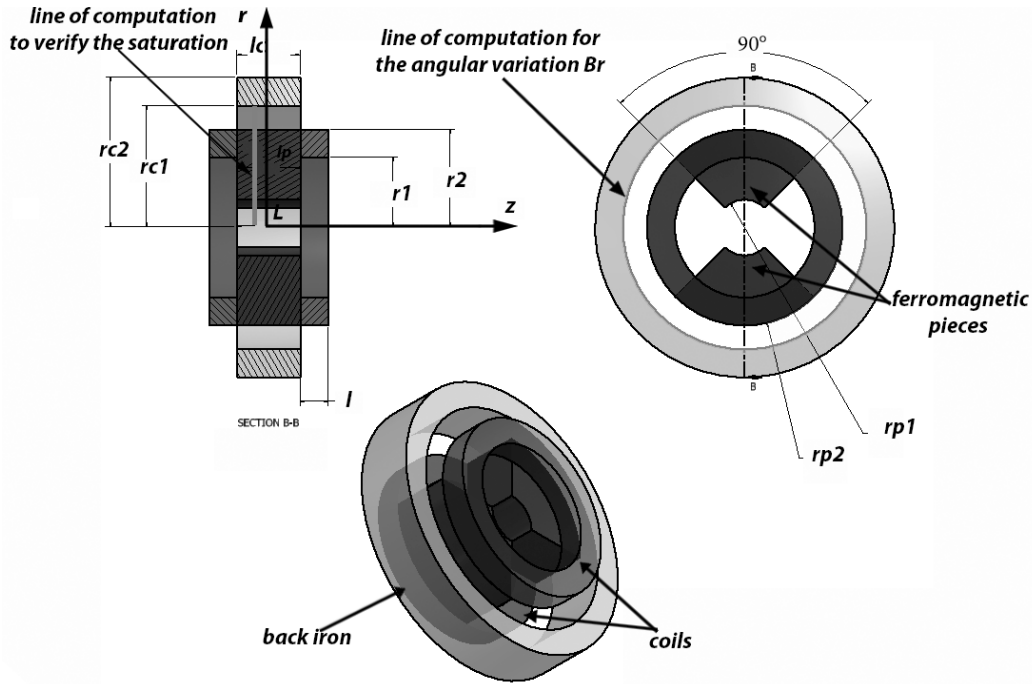 line of computation
to verify the saturation
r
lc
rc2
rc1
lp
r1
r2
L
z
l
SECTION B-B
line of computation for
the angular variation Br
90°
B
B
ferromagnetic
pieces
rp1
rp2
back iron
coils